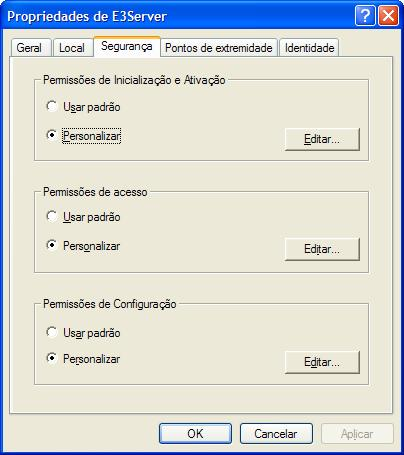 Propriedades de E3Server
Geral Local Segurança Pontos de extremidade Identidade
Permissões de Inicialização e Ativação
Usar padrão
Personalizar
Editar...
Permissões de acesso
Usar padrão
Personalizar
Editar...
Permissões de Configuração
Usar padrão
Personalizar
Editar...
OK Cancelar Aplicar